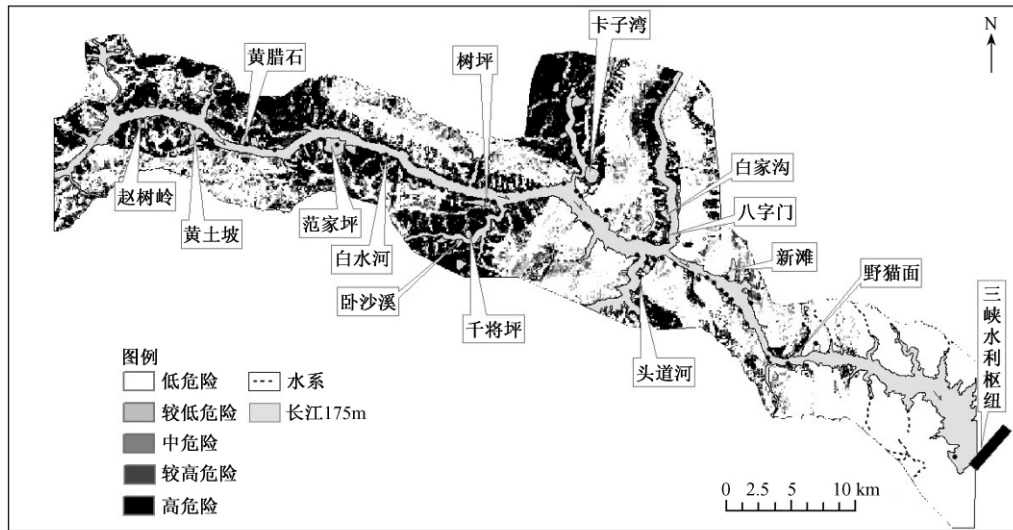 卡子湾
N
黄腊石
树坪
白家沟
赵树岭
八字门
黄土坡
范家坪
新滩
白水河
野猫面
卧沙溪
千将坪
头道河
三峡水利枢纽
图例
低危险
水系
较低危险
长江175m
中危险
较高危险
高危险
0 2.5 5 10 km